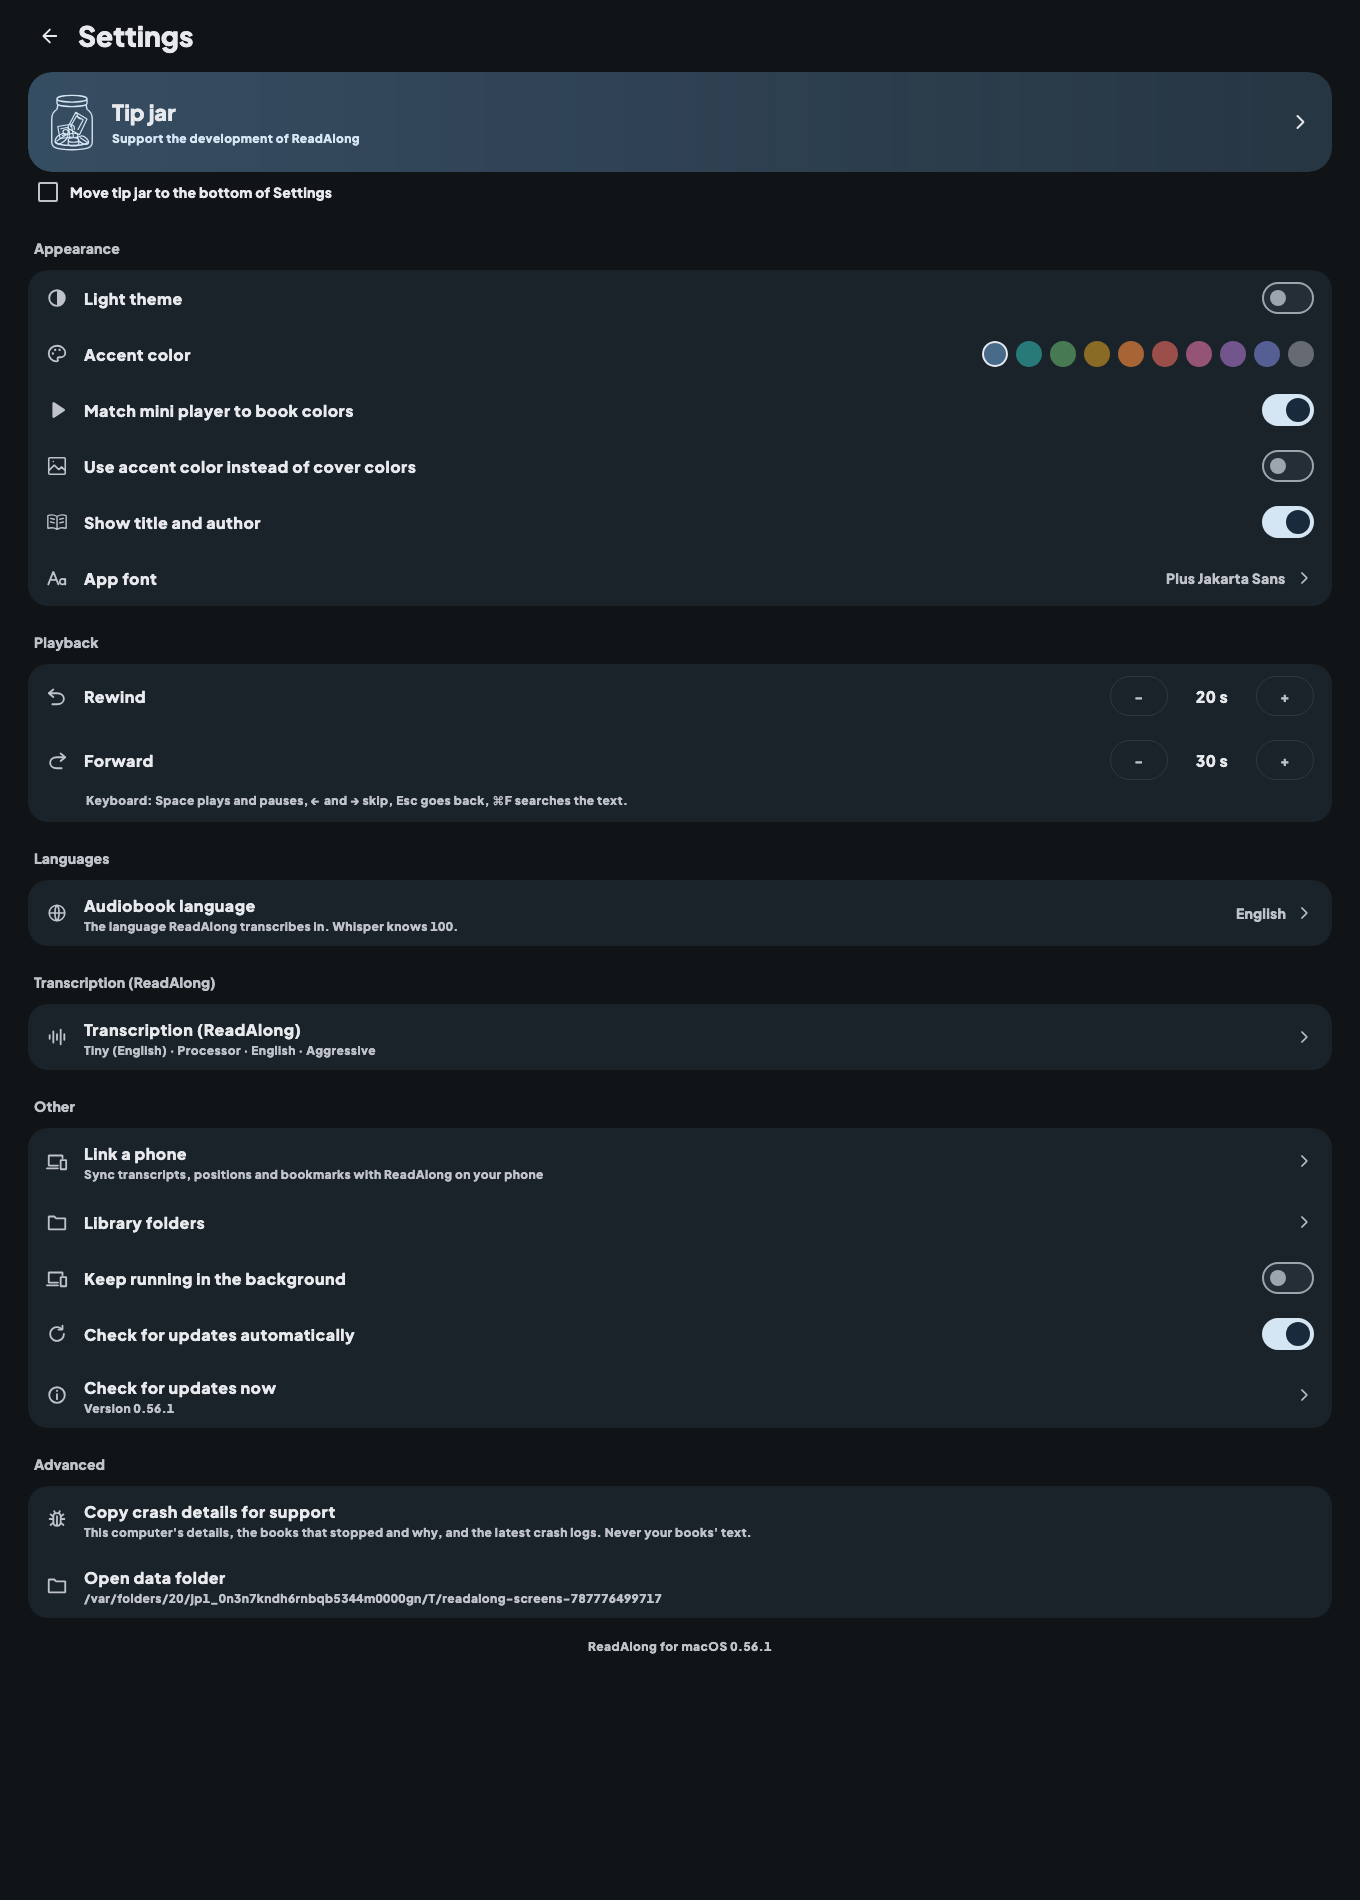 Settings
Tip jar
Support the development of ReadAlong
Move tip jar to the bottom of Settings
Appearance
Light theme
Accent color
Match mini player to book colors
Use accent color instead of cover colors
Show title and author
Aa App font Plus Jakarta Sans
Playback
Rewind - 20 s +
Forward - 30 s +
Keyboard: Space plays and pauses, ← and → skip, Esc goes back, ⌘F searches the text.
Languages
Audiobook language English
The language ReadAlong transcribes in. Whisper knows 100.
Transcription (ReadAlong)
Transcription (ReadAlong)
Tiny (English) · Processor · English · Aggressive
Other
Link a phone
Sync transcripts, positions and bookmarks with ReadAlong on your phone
Library folders
Keep running in the background
Check for updates automatically
Check for updates now
Version 0.56.1
Advanced
Copy crash details for support
This computer's details, the books that stopped and why, and the latest crash logs. Never your books' text.
Open data folder
/var/folders/20/jp1_0n3n7kndh6rnbqb5344m0000gn/T/readalong-screens-787776499717
ReadAlong for macOS 0.56.1